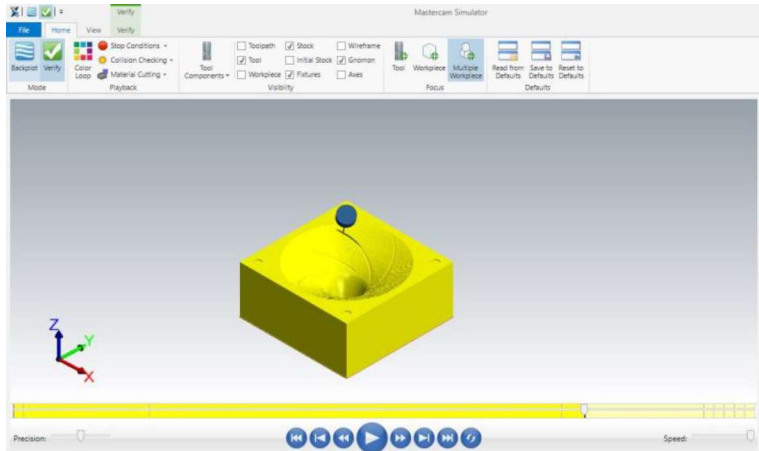 Verify
Mastercam Simulator
File Home View Verify
Backplot
Verify
Mode
Color Loop
Stop Conditions
Collision Checking
Material Cutting
Playback
Tool Components
Toolpath
Stock
Wireframe
Tool
Initial Stock
Gnomon
Workpiece
Fixtures
Axes
Visibility
Tool
Workpiece
Multiple Workpiece
Focus
Read from Defaults
Save to Defaults
Reset to Defaults
Defaults
Z
Y
X
Precision:
Speed: